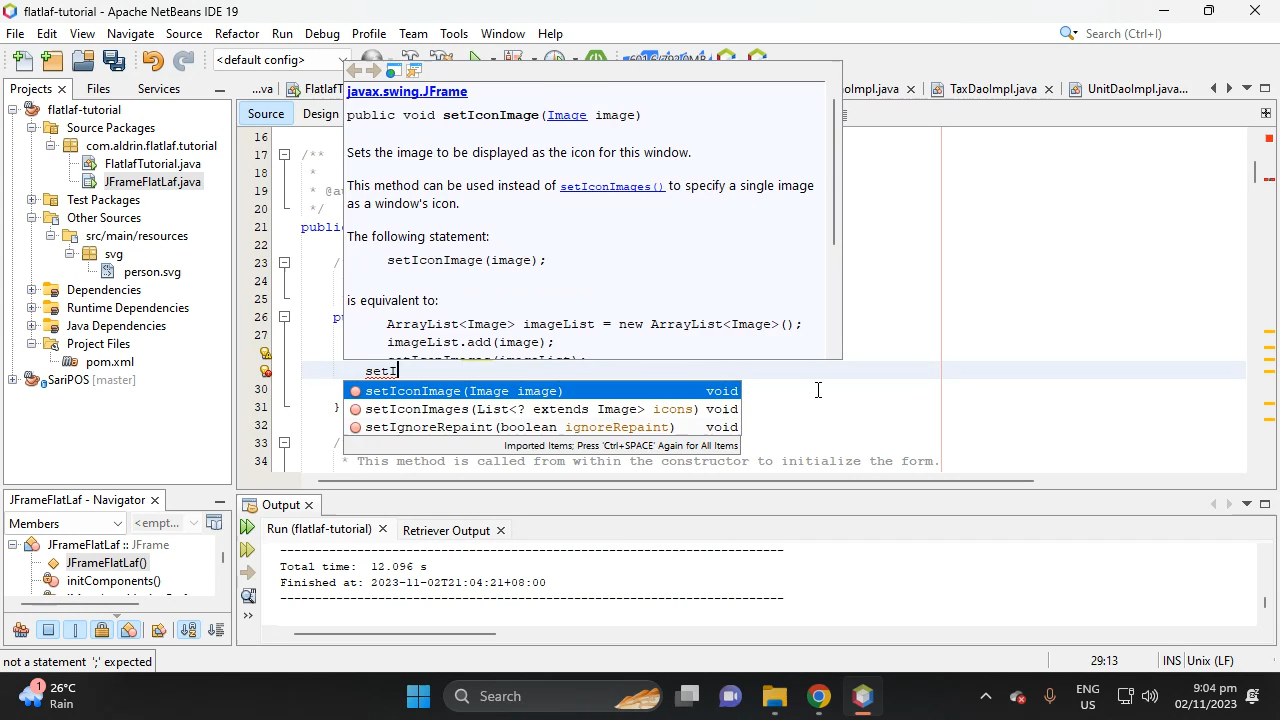 flatlaf-tutorial - Apache NetBeans IDE 19
File Edit View Navigate Source Refactor Run Debug Profile Team Tools Window Help
Search (Ctrl+I)
<default config>
Projects Files Services
...va FlatlafT
oImpl.java TaxDaoImpl.java UnitDaoImpl.java...
Source Design
flatlaf-tutorial
Source Packages
com.aldrin.flatlaf.tutorial
FlatlafTutorial.java
JFrameFlatLaf.java
Test Packages
Other Sources
src/main/resources
svg
person.svg
Dependencies
Runtime Dependencies
Java Dependencies
Project Files
pom.xml
SariPOS [master]
16
17 /**
18 *
19 * @au
20 */
21 public
22
23 /
24
25
26 pu
27
javax.swing.JFrame
public void setIconImage(Image image)
Sets the image to be displayed as the icon for this window.
This method can be used instead of setIconImages() to specify a single image
as a window's icon.
The following statement:
setIconImage(image);
is equivalent to:
ArrayList<Image> imageList = new ArrayList<Image>();
imageList.add(image);
setIconImages(imageList);
setI
setIconImage(Image image) void
setIconImages(List<? extends Image> icons) void
setIgnoreRepaint(boolean ignoreRepaint) void
Imported Items; Press 'Ctrl+SPACE' Again for All Items
30
31 }
32
33 /
34 * This method is called from within the constructor to initialize the form.
JFrameFlatLaf - Navigator
Members <empt...
JFrameFlatLaf :: JFrame
JFrameFlatLaf()
initComponents()
Output
Run (flatlaf-tutorial) Retriever Output
------------------------------------------------------------------------
Total time:  12.096 s
Finished at: 2023-11-02T21:04:21+08:00
------------------------------------------------------------------------
not a statement ';' expected
29:13 INS Unix (LF)
1
26°C
Rain
Search
ENG
US
9:04 pm
02/11/2023